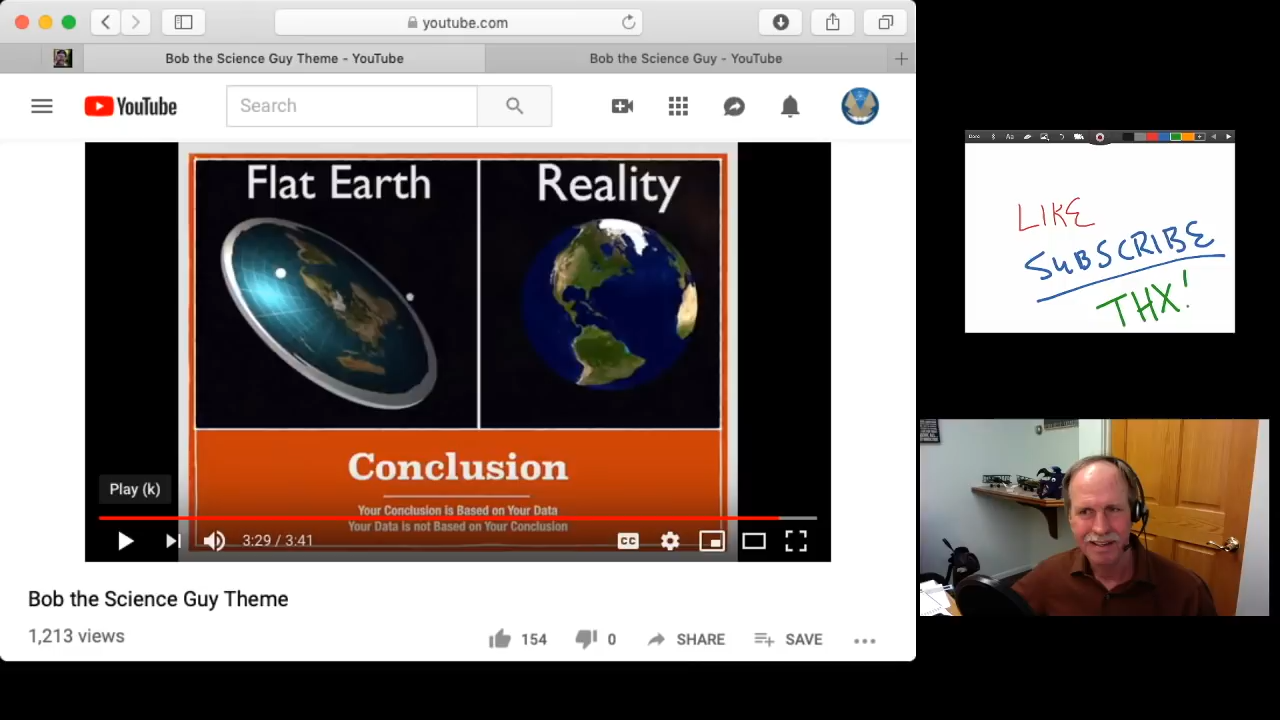 youtube.com
Bob the Science Guy Theme - YouTube
Bob the Science Guy - YouTube
YouTube
Search
Flat Earth
Reality
Conclusion
Your Conclusion is Based on Your Data
Your Data is not Based on Your Conclusion
Play (k)
3:29 / 3:41
CC
Bob the Science Guy Theme
1,213 views
154
0
SHARE
SAVE
Done
Aa
LIKE
SUBSCRIBE
THX!